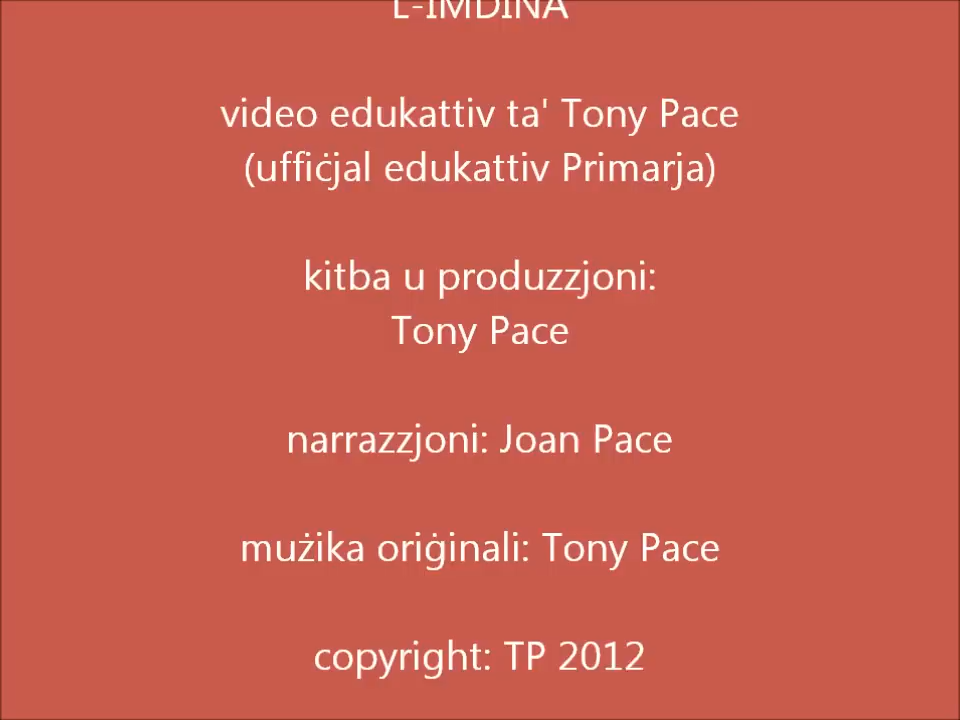 L-IMDINA
video edukattiv ta' Tony Pace
(uffiċjal edukattiv Primarja)
kitba u produzzjoni:
Tony Pace
narrazzjoni: Joan Pace
mużika oriġinali: Tony Pace
copyright: TP 2012